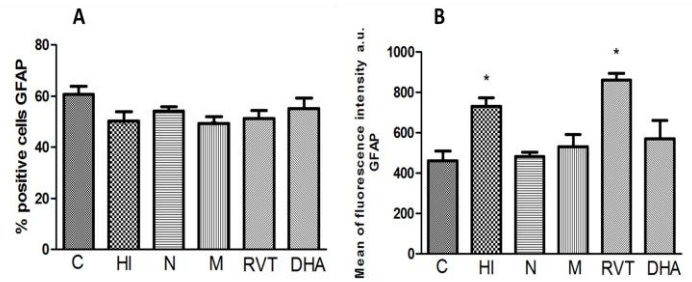 A
% positive cells GFAP
80
60
40
20
0
C HI N M RVT DHA
B
Mean of fluorescence intensity a.u.
GFAP
1000
800
600
400
200
0
*
*
C HI N M RVT DHA